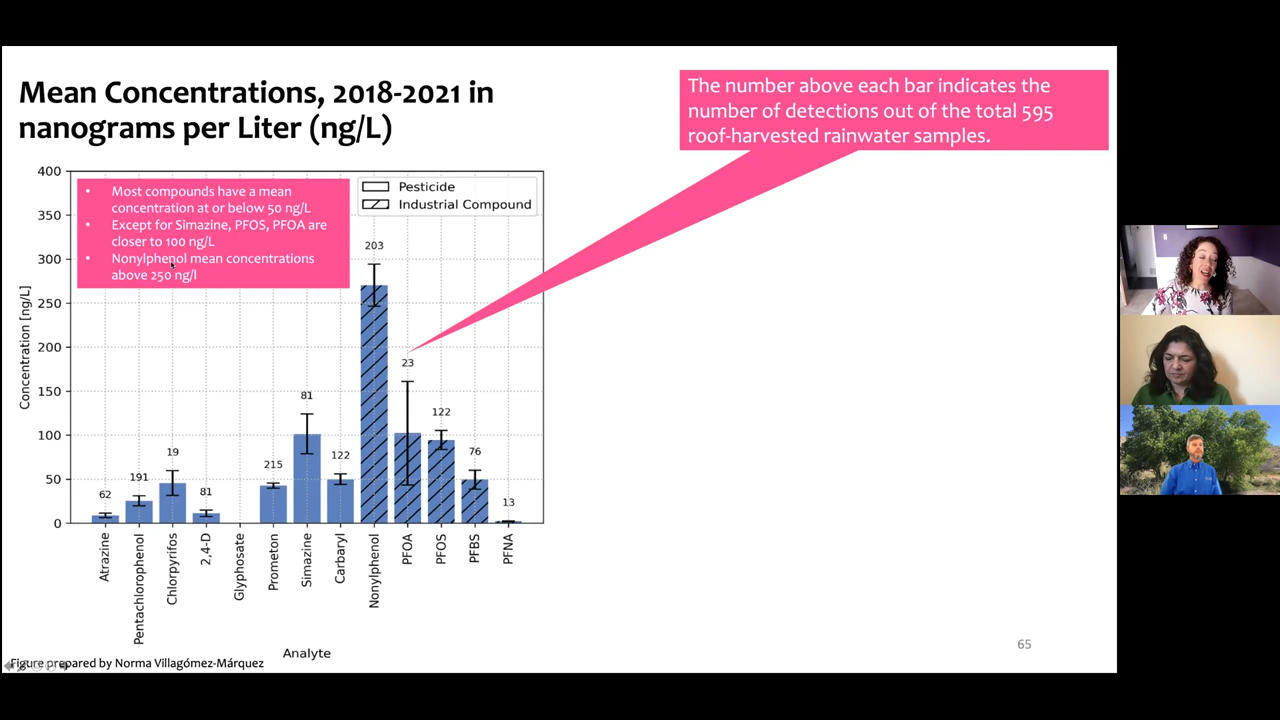 Mean Concentrations, 2018-2021 in
nanograms per Liter (ng/L)
The number above each bar indicates the
number of detections out of the total 595
roof-harvested rainwater samples.
• Most compounds have a mean
concentration at or below 50 ng/L
• Except for Simazine, PFOS, PFOA are
closer to 100 ng/L
• Nonylphenol mean concentrations
above 250 ng/l
Pesticide
Industrial Compound
Concentration [ng/L]
400
350
300
250
200
150
100
50
0
62
191
19
81
215
81
122
203
23
122
76
13
Atrazine
Pentachlorophenol
Chlorpyrifos
2,4-D
Glyphosate
Prometon
Simazine
Carbaryl
Nonylphenol
PFOA
PFOS
PFBS
PFNA
Analyte
Figure prepared by Norma Villagómez-Márquez
65